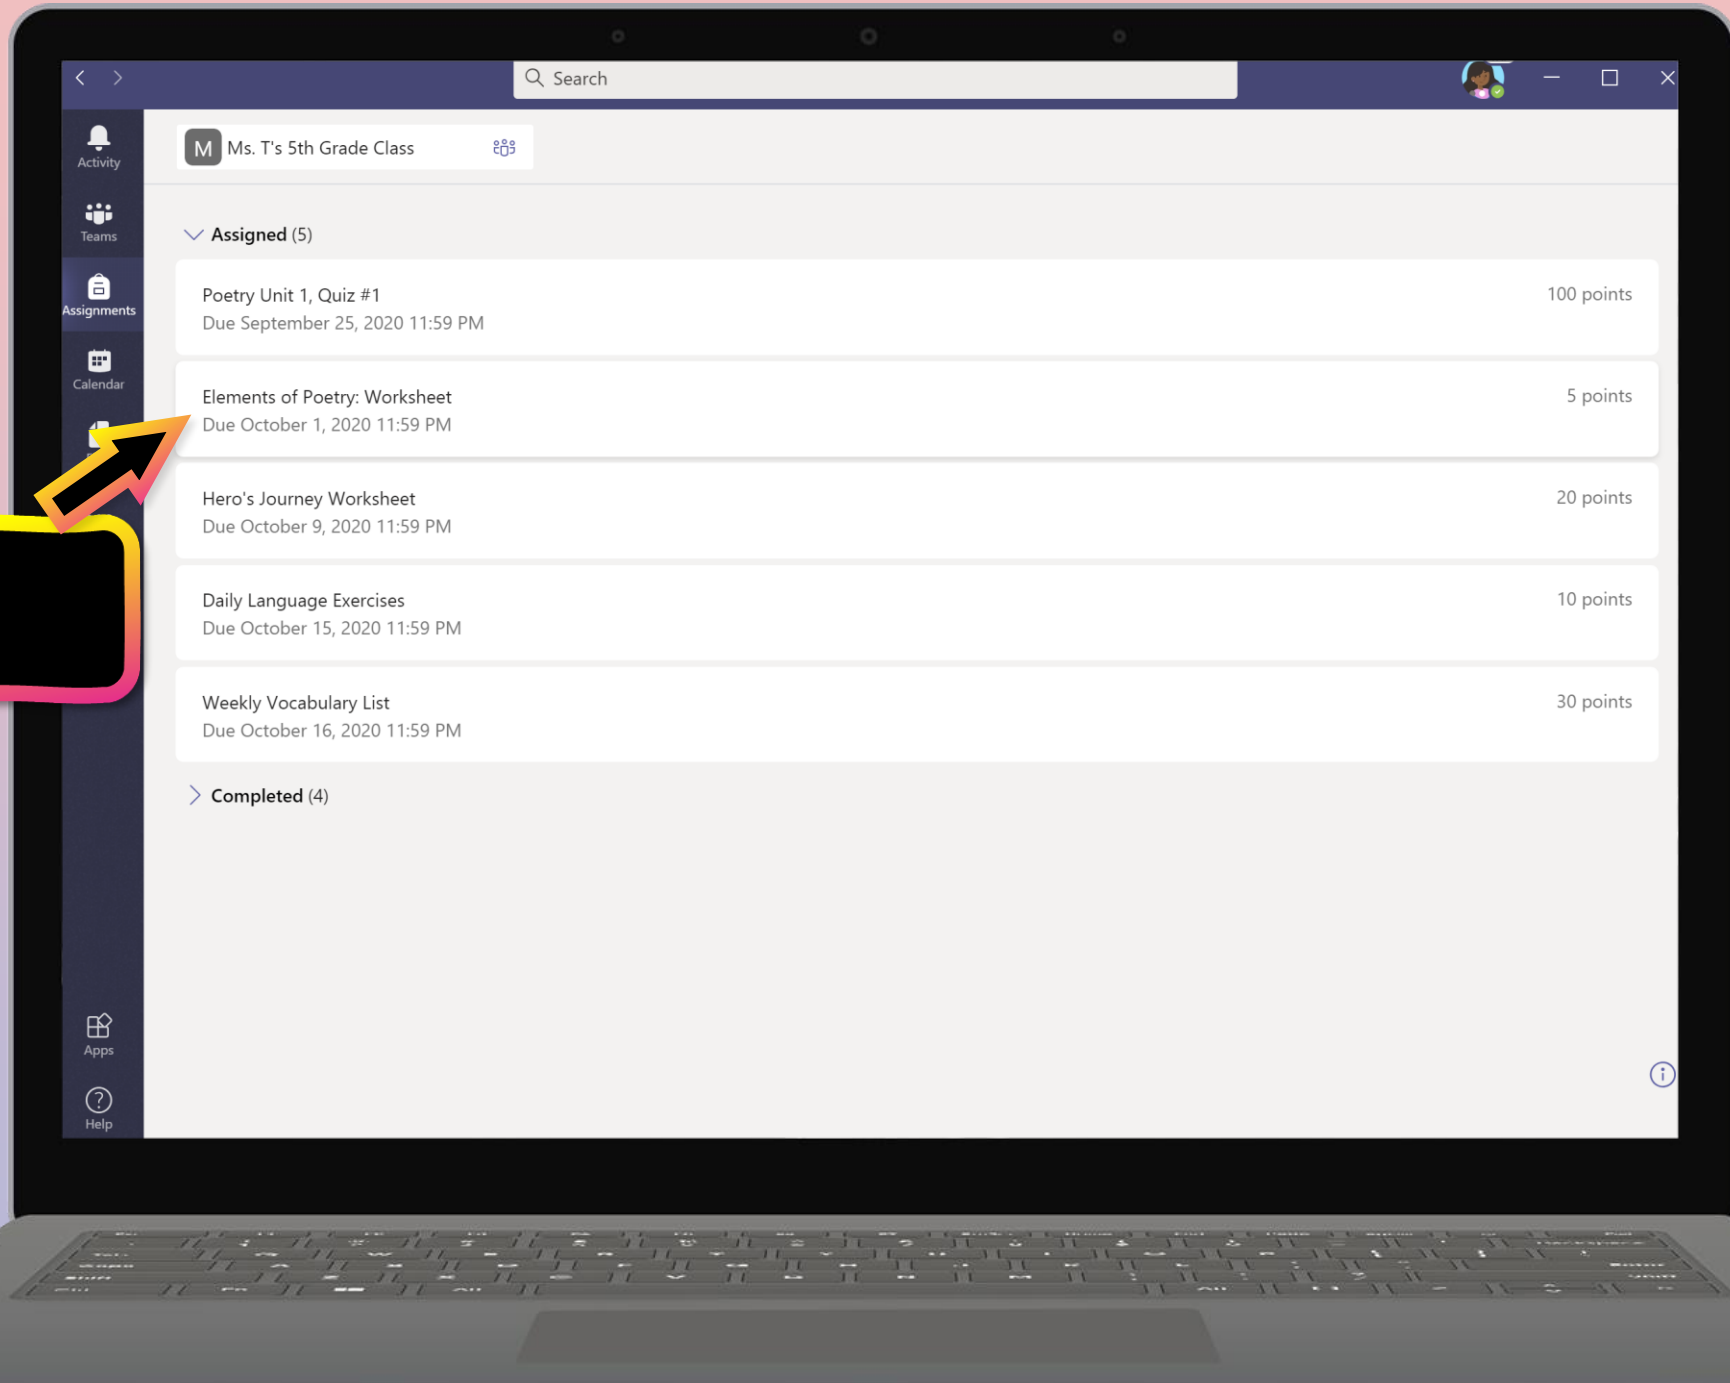 Search
M Ms. T's 5th Grade Class
Activity
Teams
Assignments
Calendar
Assigned (5)
Poetry Unit 1, Quiz #1 100 points
Due September 25, 2020 11:59 PM
Elements of Poetry: Worksheet 5 points
Due October 1, 2020 11:59 PM
Hero's Journey Worksheet 20 points
Due October 9, 2020 11:59 PM
Daily Language Exercises 10 points
Due October 15, 2020 11:59 PM
Weekly Vocabulary List 30 points
Due October 16, 2020 11:59 PM
Completed (4)
Apps
Help